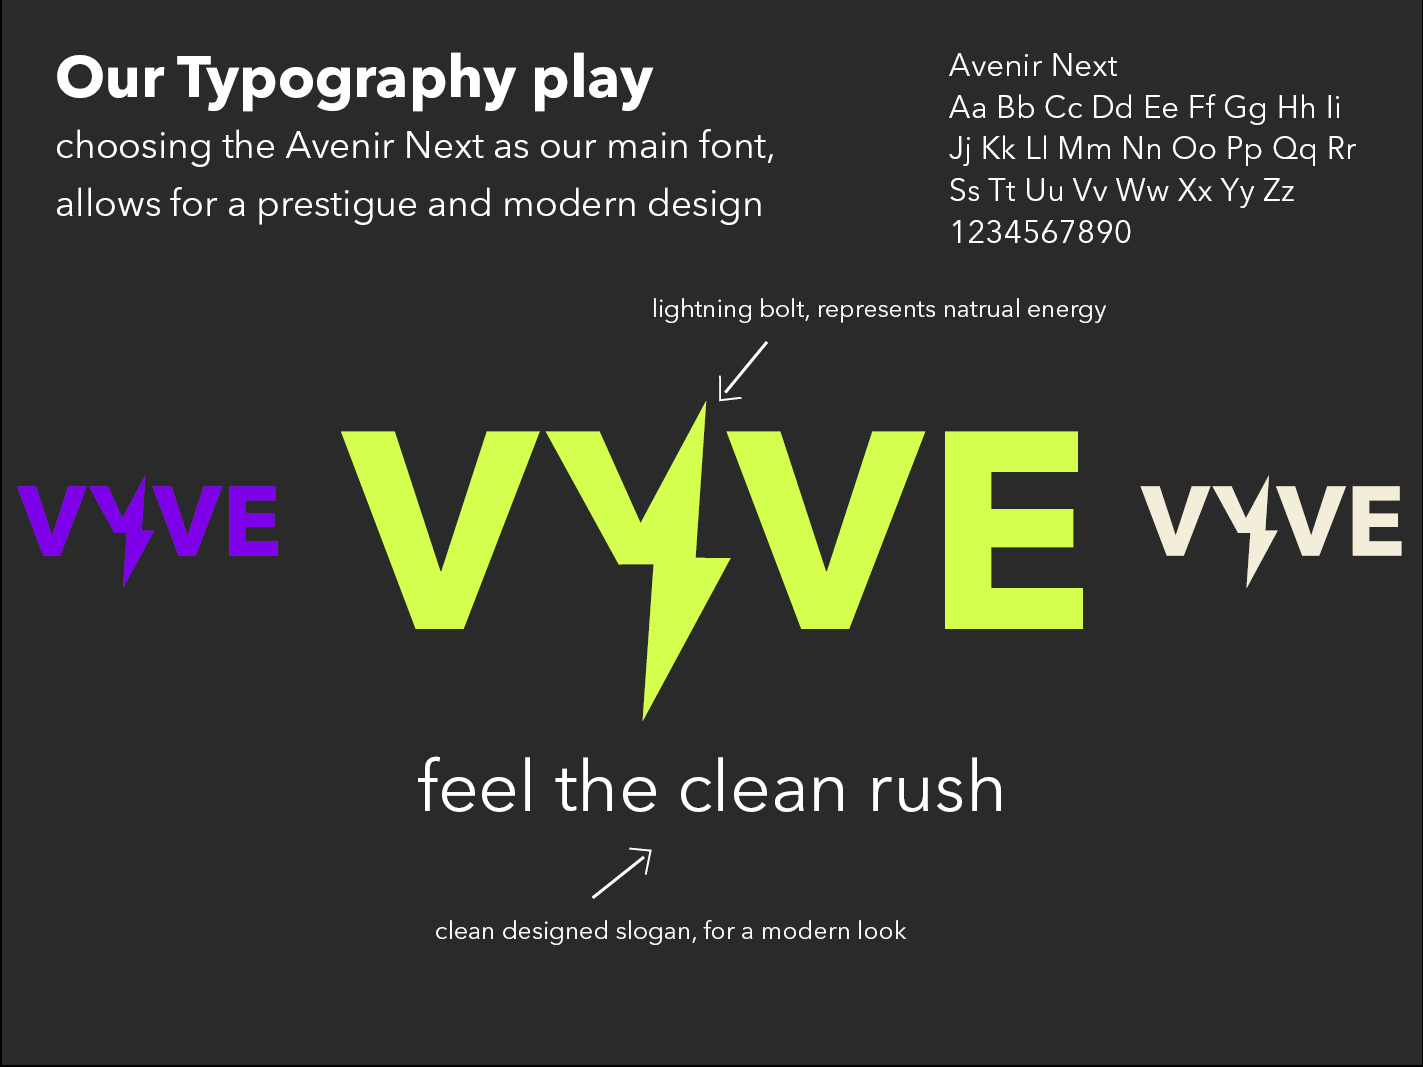 Our Typography play
choosing the Avenir Next as our main font,
allows for a prestigue and modern design
Avenir Next
Aa Bb Cc Dd Ee Ff Gg Hh Ii
Jj Kk Ll Mm Nn Oo Pp Qq Rr
Ss Tt Uu Vv Ww Xx Yy Zz
1234567890
lightning bolt, represents natrual energy
VYVE
VYVE
VYVE
feel the clean rush
clean designed slogan, for a modern look